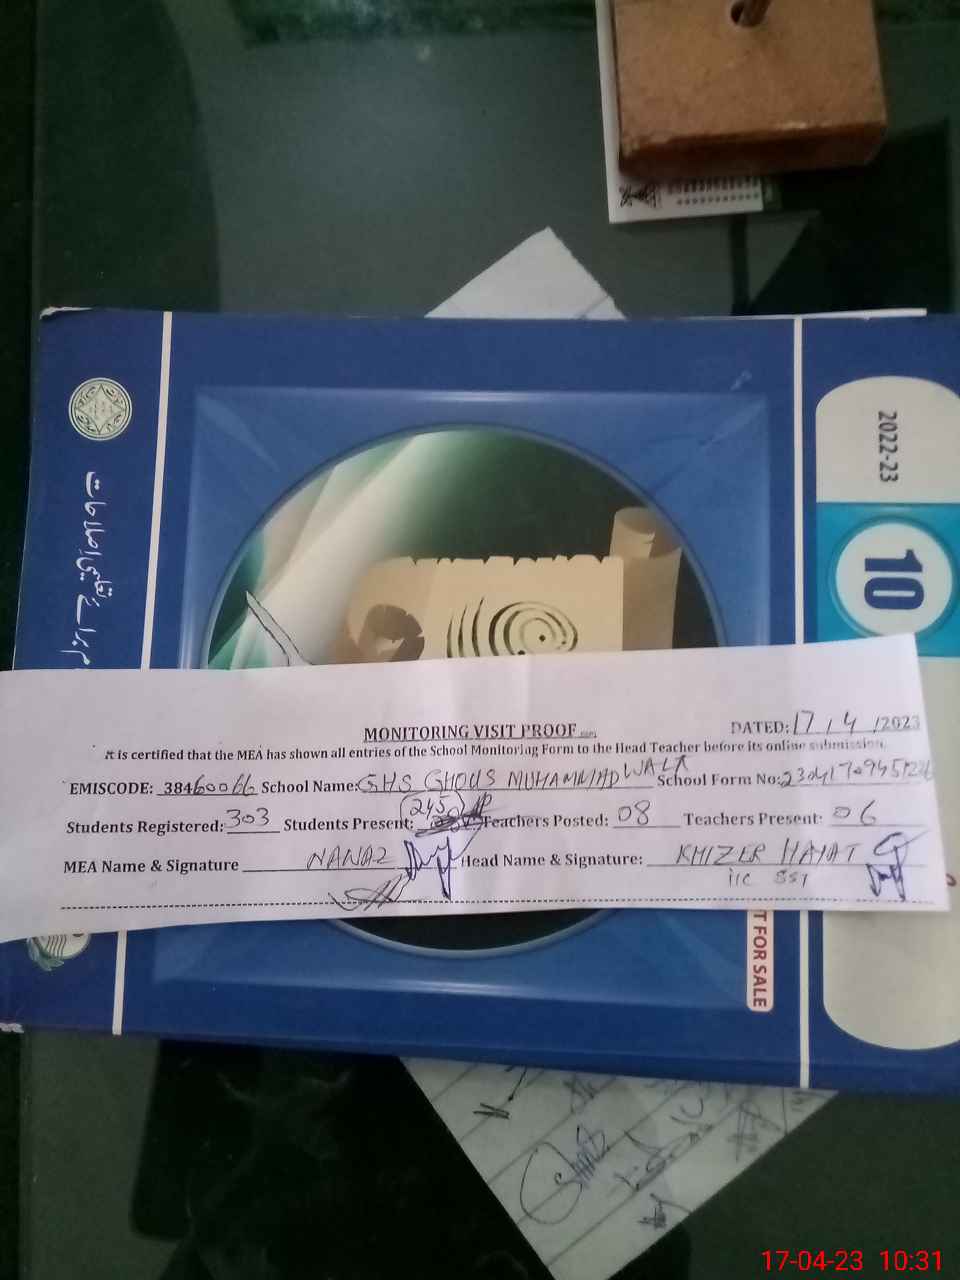 2022-23
10
برائے تعلیمی اصلاحات
MONITORING VISIT PROOF
DATED: 17/4/2023
It is certified that the MEA has shown all entries of the School Monitoring Form to the Head Teacher before its online submission.
EMISCODE: 38460066 School Name: GHS GHOUS MUHAMMAD WALA School Form No:
Students Registered: 303 Students Present: 245 Teachers Posted: 08 Teachers Present: 06
MEA Name & Signature NAWAZ Head Name & Signature: KHIZER HAYAT
I/C SST
T FOR SALE
17-04-23 10:31